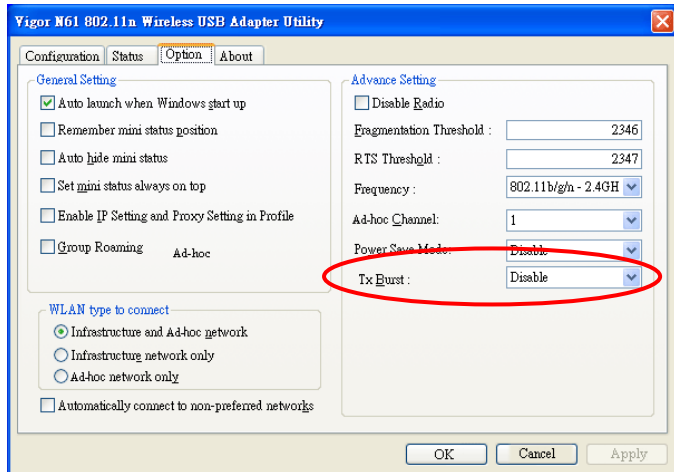 Vigor N61 802.11n Wireless USB Adapter Utility
Configuration Status Option About
General Setting
Auto launch when Windows start up
Remember mini status position
Auto hide mini status
Set mini status always on top
Enable IP Setting and Proxy Setting in Profile
Group Roaming Ad-hoc
WLAN type to connect
Infrastructure and Ad-hoc network
Infrastructure network only
Ad-hoc network only
Automatically connect to non-preferred networks
Advance Setting
Disable Radio
Fragmentation Threshold : 2346
RTS Threshold : 2347
Frequency : 802.11b/g/n - 2.4GH
Ad-hoc Channel: 1
Power Save Mode: Disable
Tx Burst : Disable
OK Cancel Apply